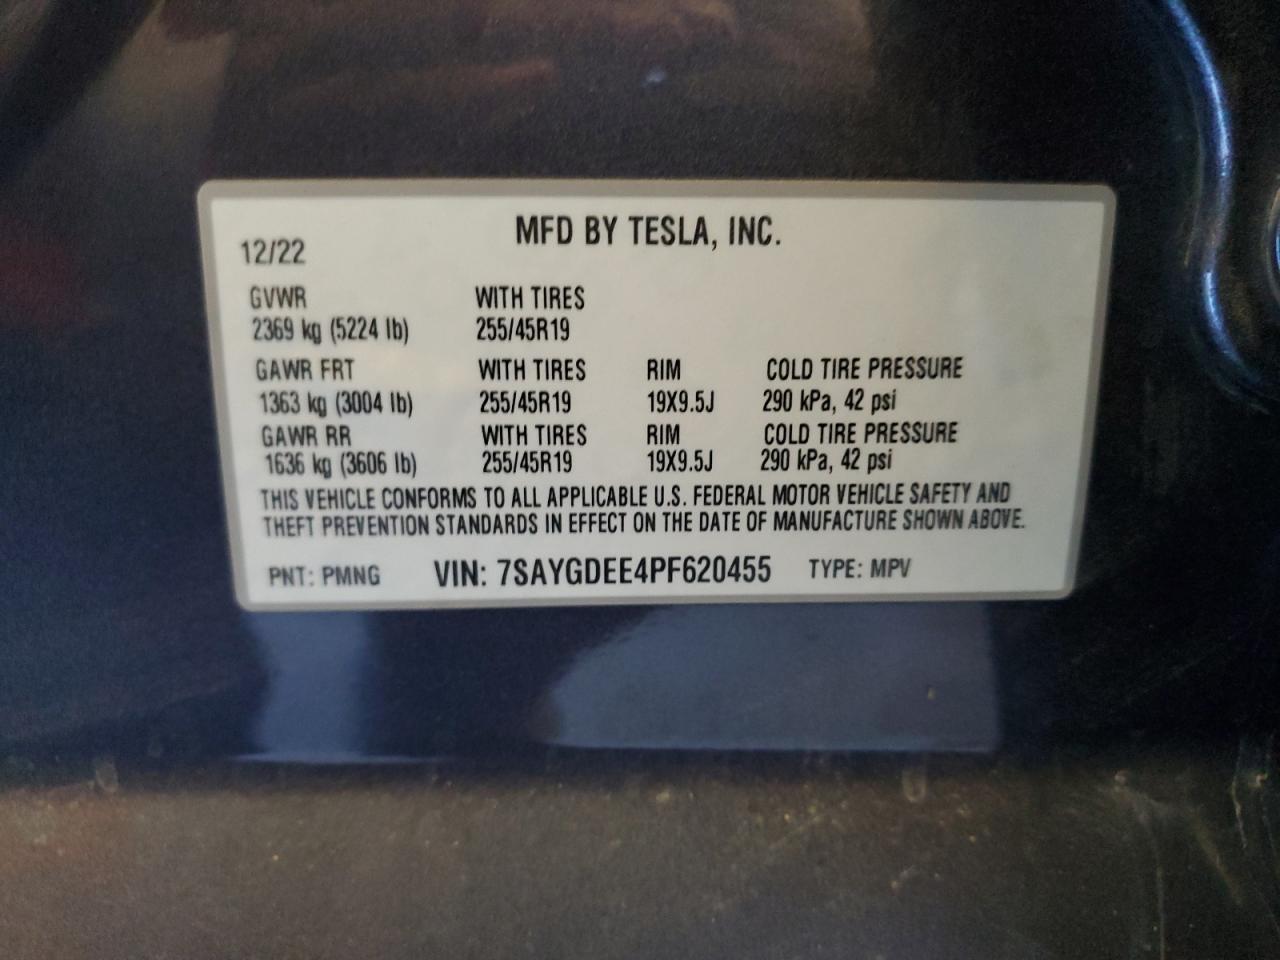 MFD BY TESLA, INC.
12/22
GVWR WITH TIRES
2369 kg (5224 lb) 255/45R19
GAWR FRT WITH TIRES RIM COLD TIRE PRESSURE
1363 kg (3004 lb) 255/45R19 19X9.5J 290 kPa, 42 psi
GAWR RR WITH TIRES RIM COLD TIRE PRESSURE
1636 kg (3606 lb) 255/45R19 19X9.5J 290 kPa, 42 psi
THIS VEHICLE CONFORMS TO ALL APPLICABLE U.S. FEDERAL MOTOR VEHICLE SAFETY AND
THEFT PREVENTION STANDARDS IN EFFECT ON THE DATE OF MANUFACTURE SHOWN ABOVE.
PNT: PMNG VIN: 7SAYGDEE4PF620455 TYPE: MPV